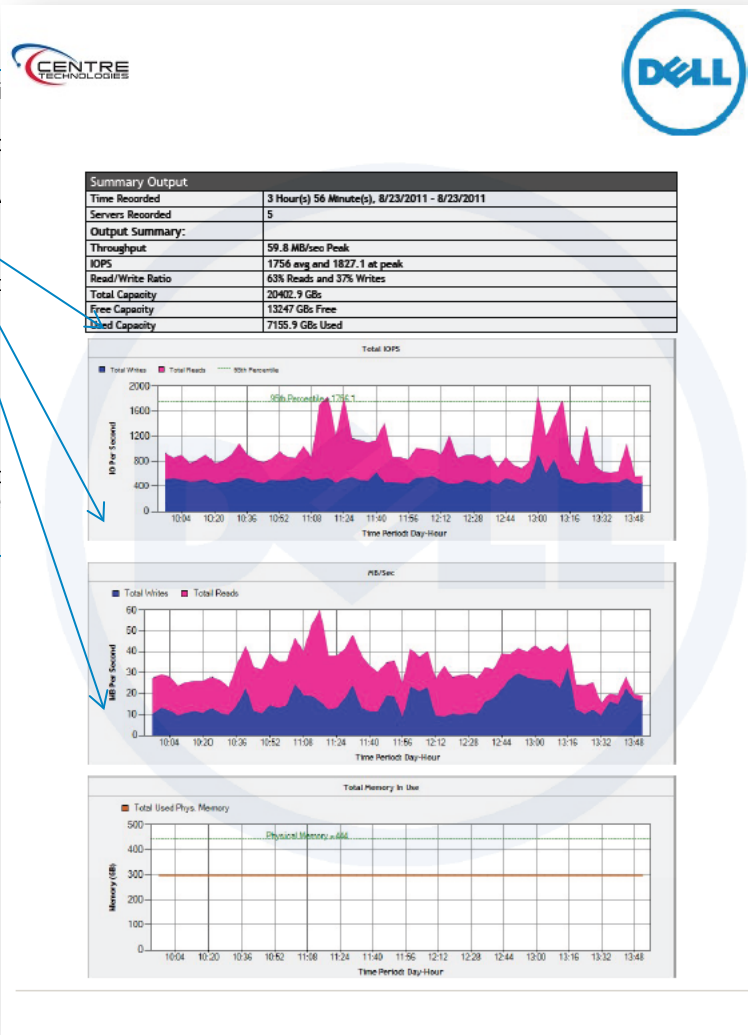 CENTRE
TECHNOLOGIES
DELL
Summary Output
Time Recorded 3 Hour(s) 56 Minute(s), 8/23/2011 - 8/23/2011
Servers Recorded 5
Output Summary:
Throughput 59.8 MB/sec Peak
IOPS 1756 avg and 1827.1 at peak
Read/Write Ratio 63% Reads and 37% Writes
Total Capacity 20402.9 GBs
Free Capacity 13247 GBs Free
Used Capacity 7155.9 GBs Used
Total IOPS
Total Writes Total Reads 95th Percentile
95th Percentile = 1756.1
IO Per Second
2000
1600
1200
800
400
0
10:04 10:20 10:36 10:52 11:08 11:24 11:40 11:56 12:12 12:28 12:44 13:00 13:16 13:32 13:48
Time Period: Day-Hour
MB/Sec
Total Writes Total Reads
MB Per Second
60
50
40
30
20
10
0
10:04 10:20 10:36 10:52 11:08 11:24 11:40 11:56 12:12 12:28 12:44 13:00 13:16 13:32 13:48
Time Period: Day-Hour
Total Memory In Use
Total Used Phys. Memory
Physical Memory = 444
Memory (GB)
500
400
300
200
100
0
10:04 10:20 10:36 10:52 11:08 11:24 11:40 11:56 12:12 12:28 12:44 13:00 13:16 13:32 13:48
Time Period: Day-Hour